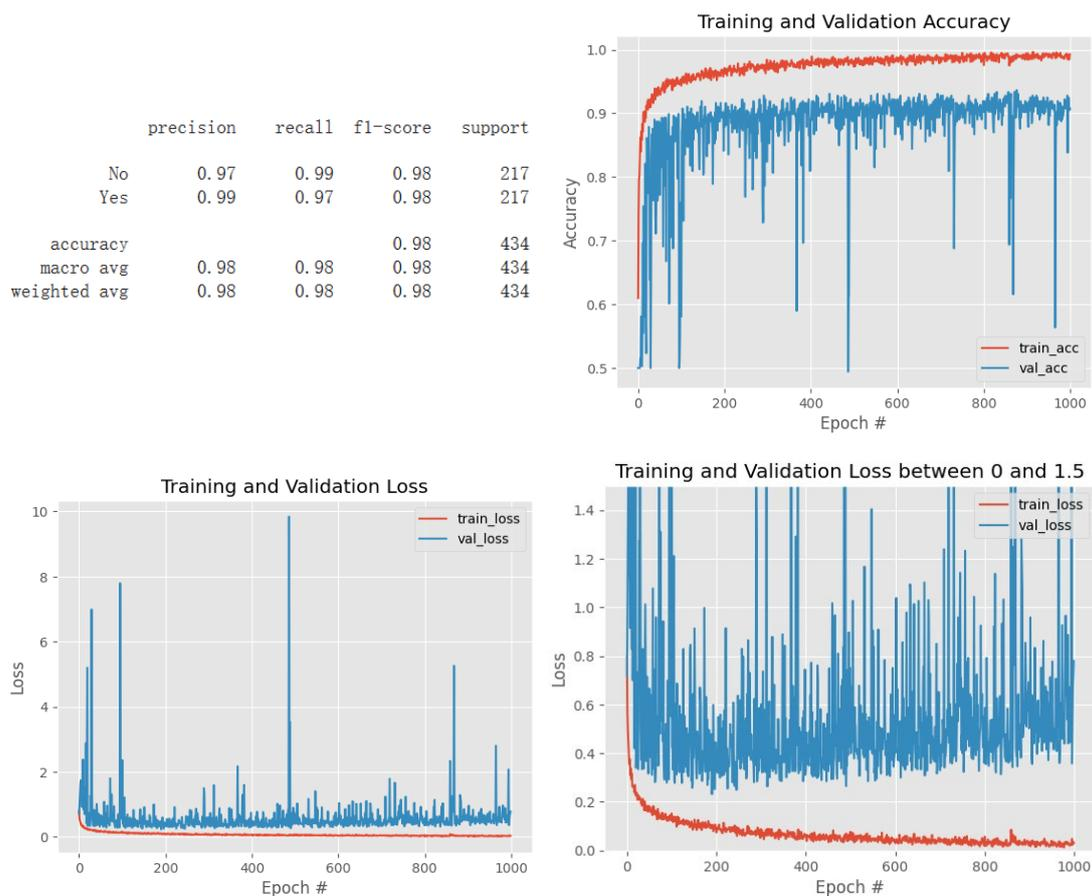 precision recall f1-score support
No 0.97 0.99 0.98 217
Yes 0.99 0.97 0.98 217
accuracy 0.98 434
macro avg 0.98 0.98 0.98 434
weighted avg 0.98 0.98 0.98 434
Training and Validation Accuracy
Accuracy
1.0
0.9
0.8
0.7
0.6
0.5
train_acc
val_acc
0 200 400 600 800 1000
Epoch #
Training and Validation Loss
Loss
10
8
6
4
2
0
train_loss
val_loss
0 200 400 600 800 1000
Epoch #
Training and Validation Loss between 0 and 1.5
Loss
1.4
1.2
1.0
0.8
0.6
0.4
0.2
0.0
train_loss
val_loss
0 200 400 600 800 1000
Epoch #